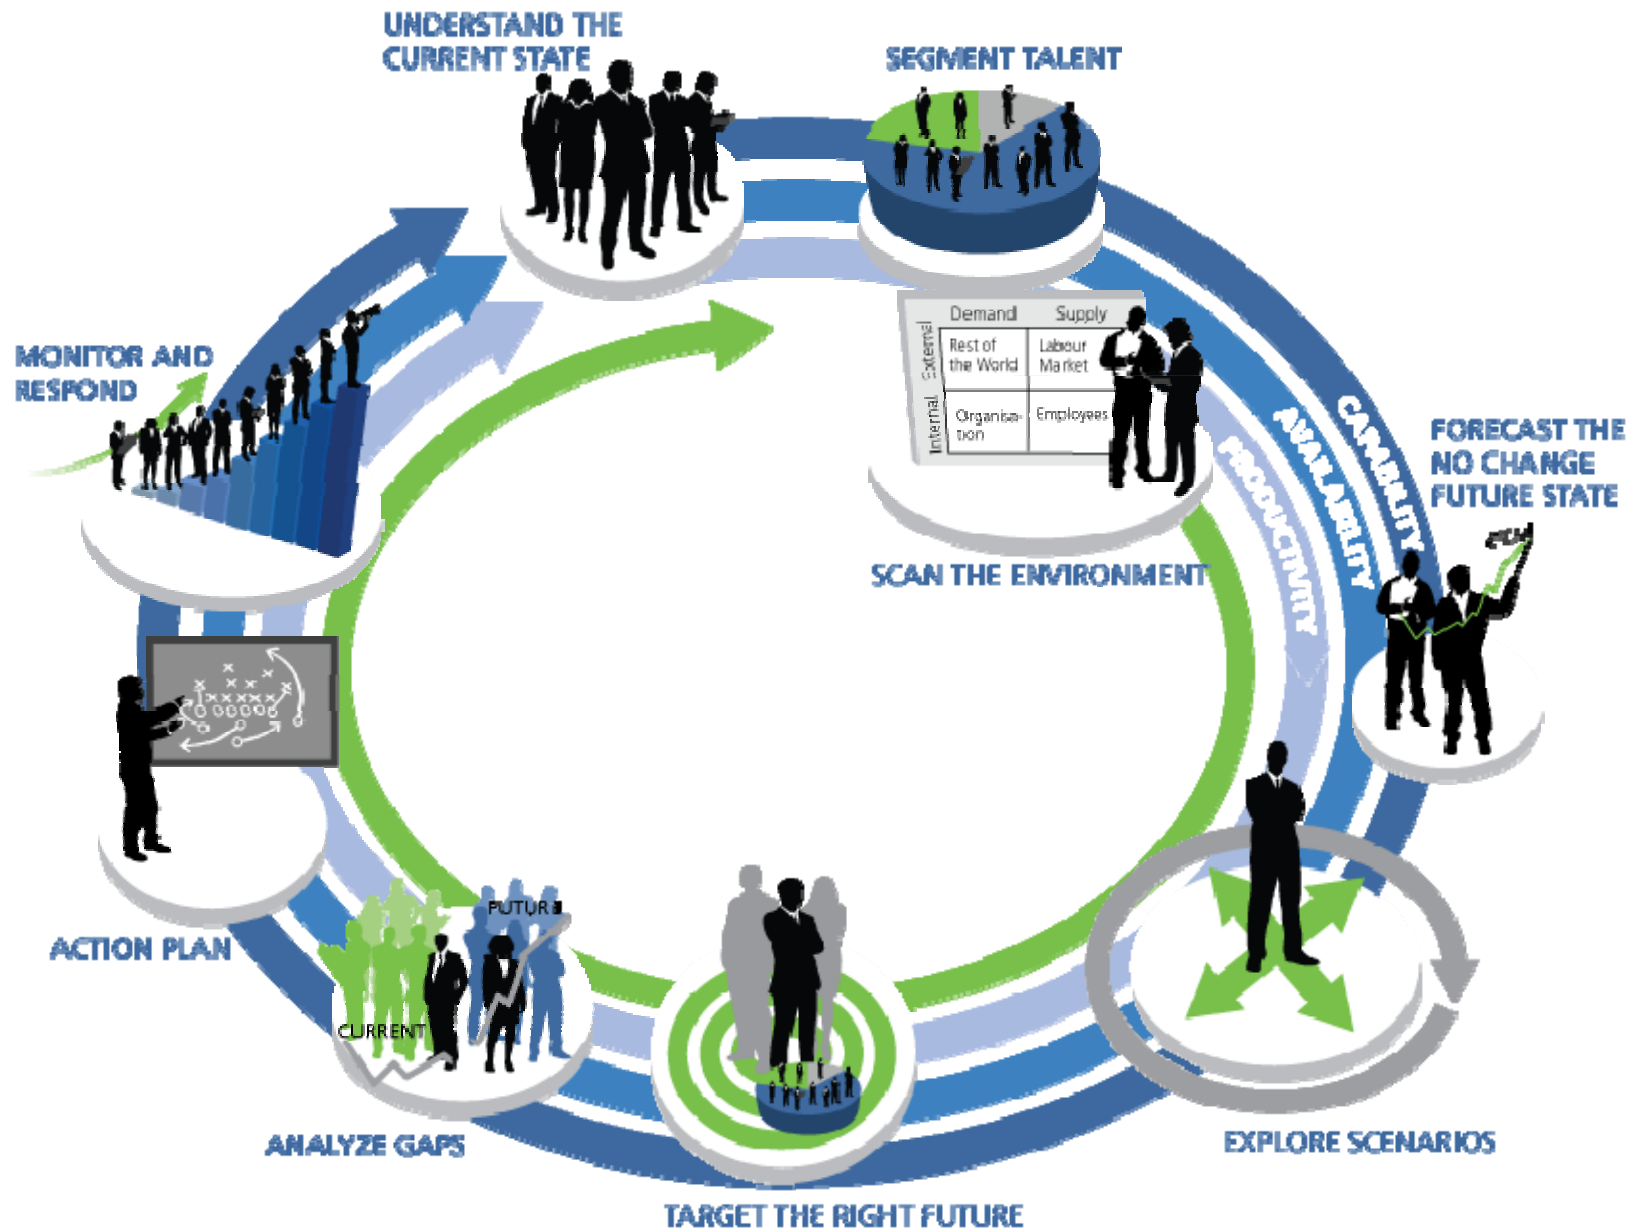 UNDERSTAND THE
CURRENT STATE
SEGMENT TALENT
Demand Supply
External
Rest of
the World
Labour
Market
Internal
Organisa-
tion
Employees
SCAN THE ENVIRONMENT
CAPABILITY
AVAILABILITY
PRODUCTIVITY
FORECAST THE
NO CHANGE
FUTURE STATE
EXPLORE SCENARIOS
TARGET THE RIGHT FUTURE
FUTURE
CURRENT
ANALYZE GAPS
ACTION PLAN
MONITOR AND
RESPOND